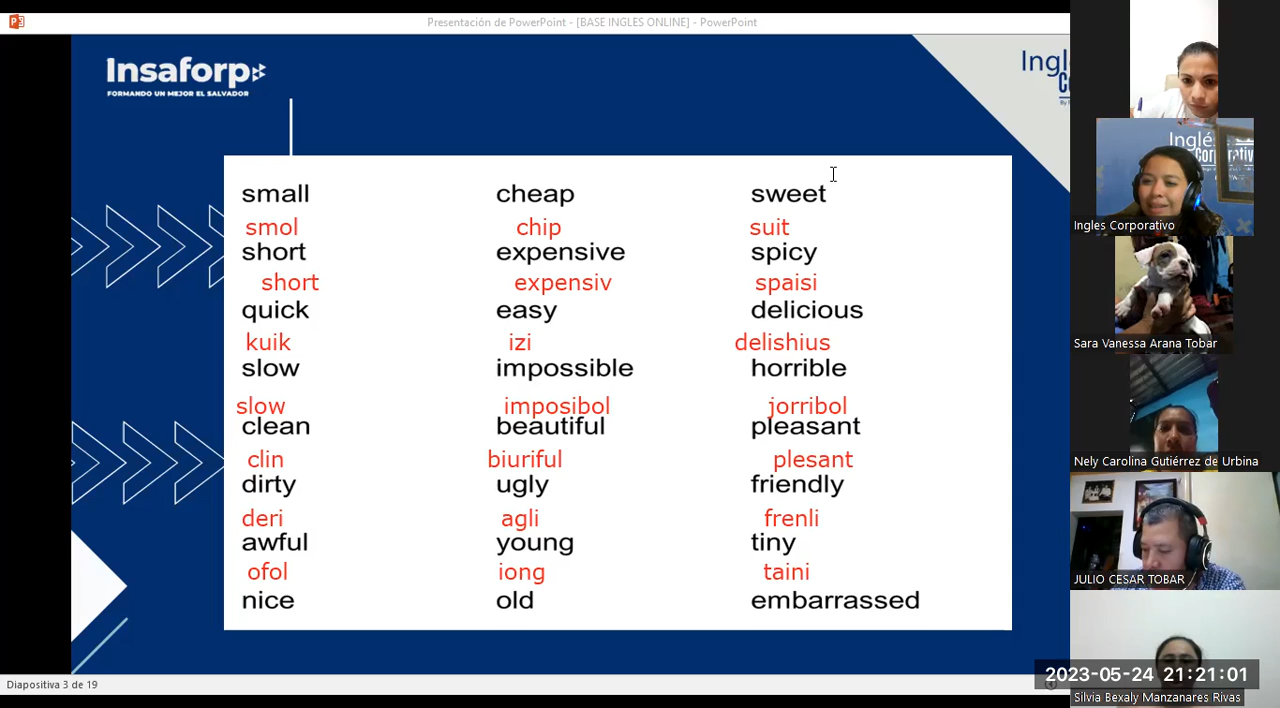 Presentación de PowerPoint - [BASE INGLES ONLINE] - PowerPoint
Insaforp
FORMANDO UN MEJOR EL SALVADOR
small cheap sweet
smol chip suit
short expensive spicy
short expensiv spaisi
quick easy delicious
kuik izi delishius
slow impossible horrible
slow imposibol jorribol
clean beautiful pleasant
clin biuriful plesant
dirty ugly friendly
deri agli frenli
awful young tiny
ofol iong taini
nice old embarrassed
Diapositiva 3 de 19
Inglés
Corporativo
Ingles Corporativo
Sara Vanessa Arana Tobar
Nely Carolina Gutiérrez de Urbina
JULIO CESAR TOBAR
2023-05-24 21:21:01
Silvia Bexaly Manzanares Rivas